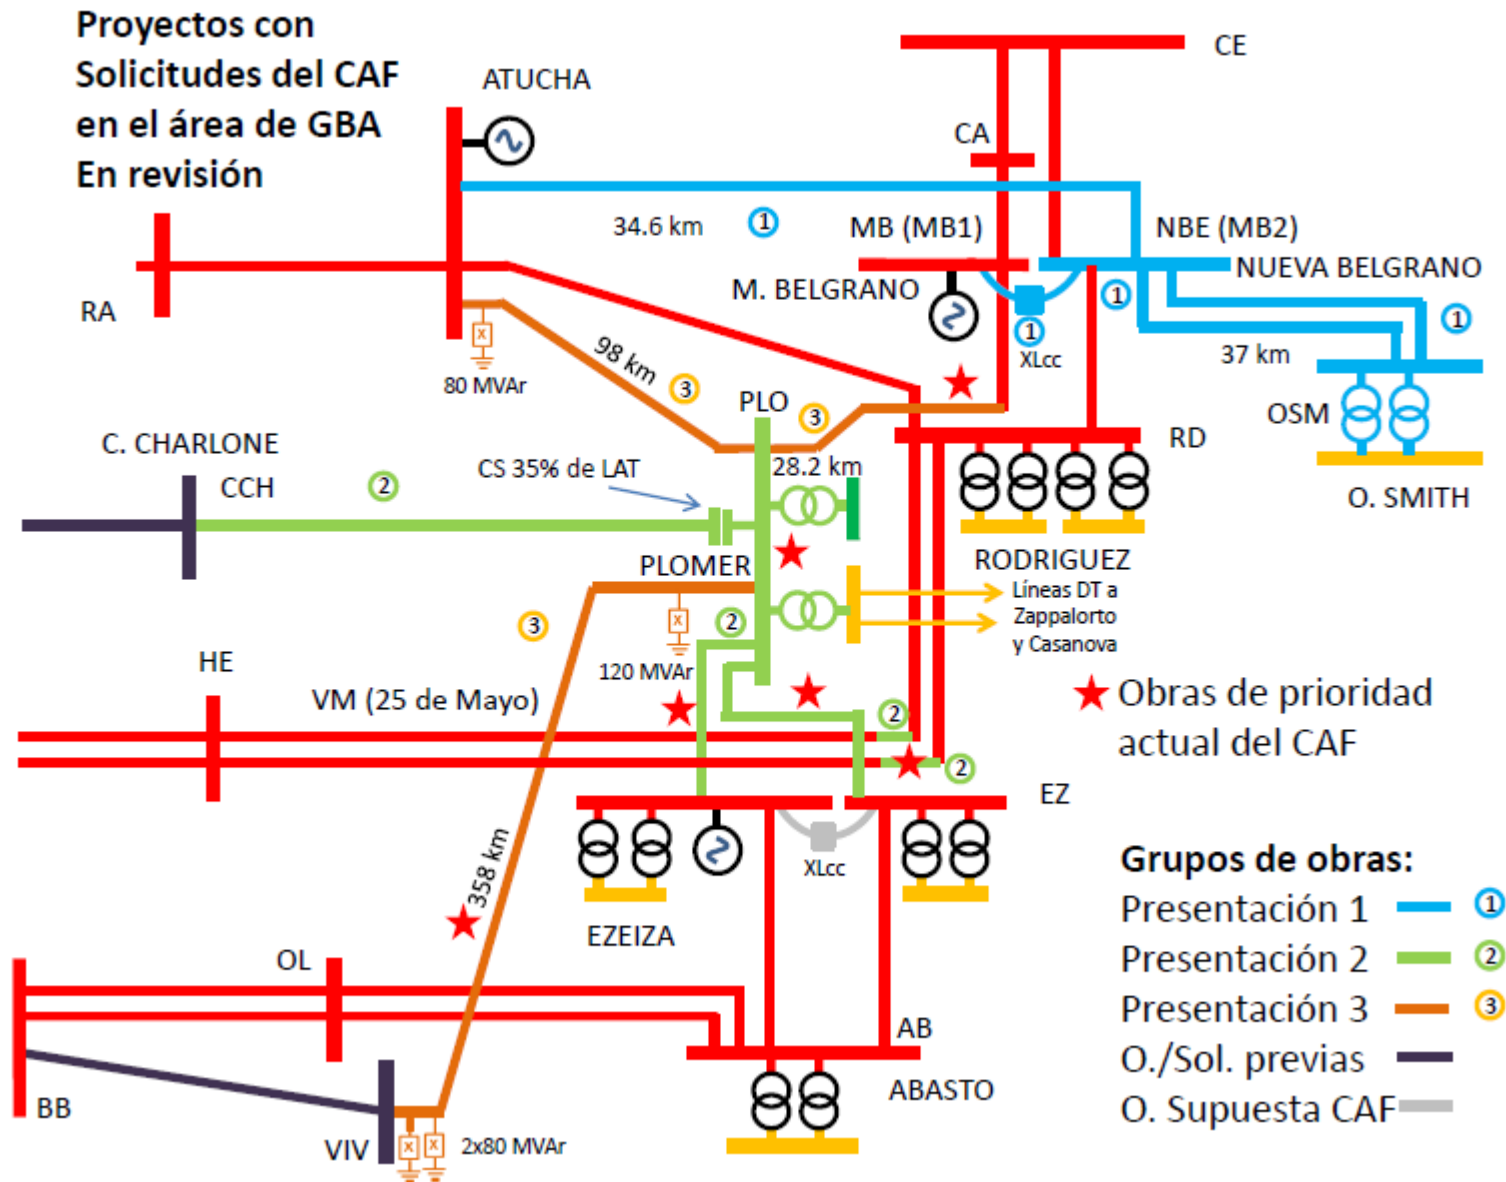 Proyectos con
Solicitudes del CAF
en el área de GBA
En revisión
ATUCHA
CE
CA
34.6 km
1
MB (MB1)
NBE (MB2)
M. BELGRANO
NUEVA BELGRANO
1
1
1
XLcc
37 km
RA
80 MVAr
98 km
3
PLO
3
28.2 km
OSM
RD
O. SMITH
C. CHARLONE
CCH
2
CS 35% de LAT
PLOMER
RODRIGUEZ
Líneas DT a
Zappalorto
y Casanova
3
2
120 MVAr
HE
VM (25 de Mayo)
2
2
Obras de prioridad
actual del CAF
EZ
XLcc
358 km
EZEIZA
OL
AB
ABASTO
BB
VIV
X
X
X
X
2x80 MVAr
Grupos de obras:
Presentación 1 1
Presentación 2 2
Presentación 3 3
O./Sol. previas
O. Supuesta CAF